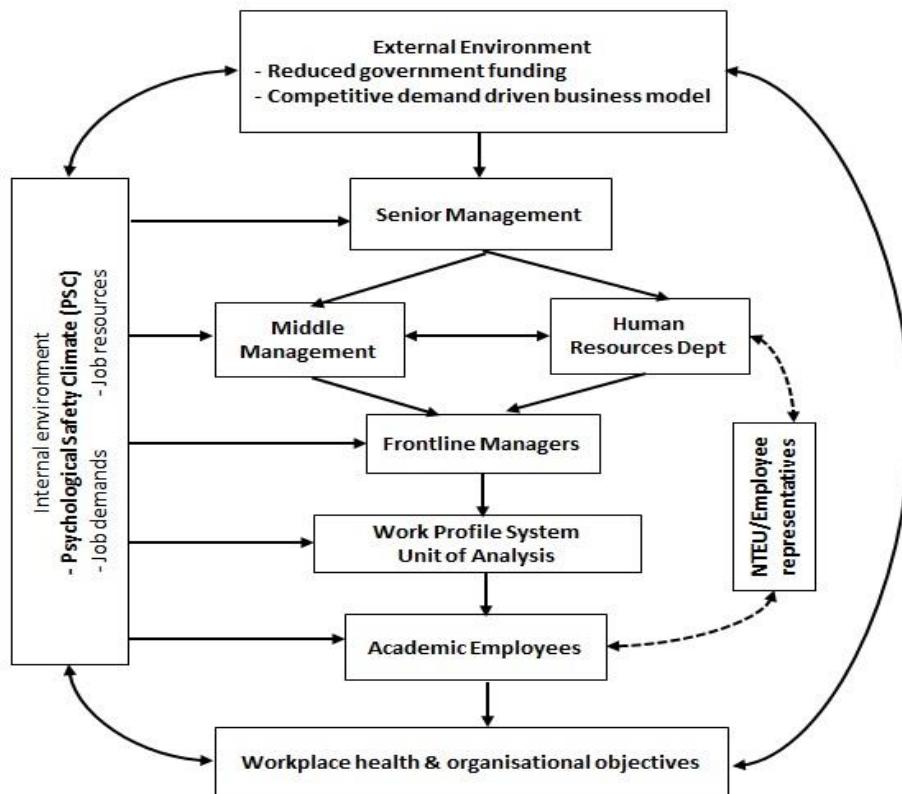 External Environment
- Reduced government funding
- Competitive demand driven business model
Senior Management
Internal environment
- Psychological Safety Climate (PSC)
- Job demands - Job resources
Middle
Management
Human
Resources Dept
Frontline Managers
NTEU/Employee
representatives
Work Profile System
Unit of Analysis
Academic Employees
Workplace health & organisational objectives